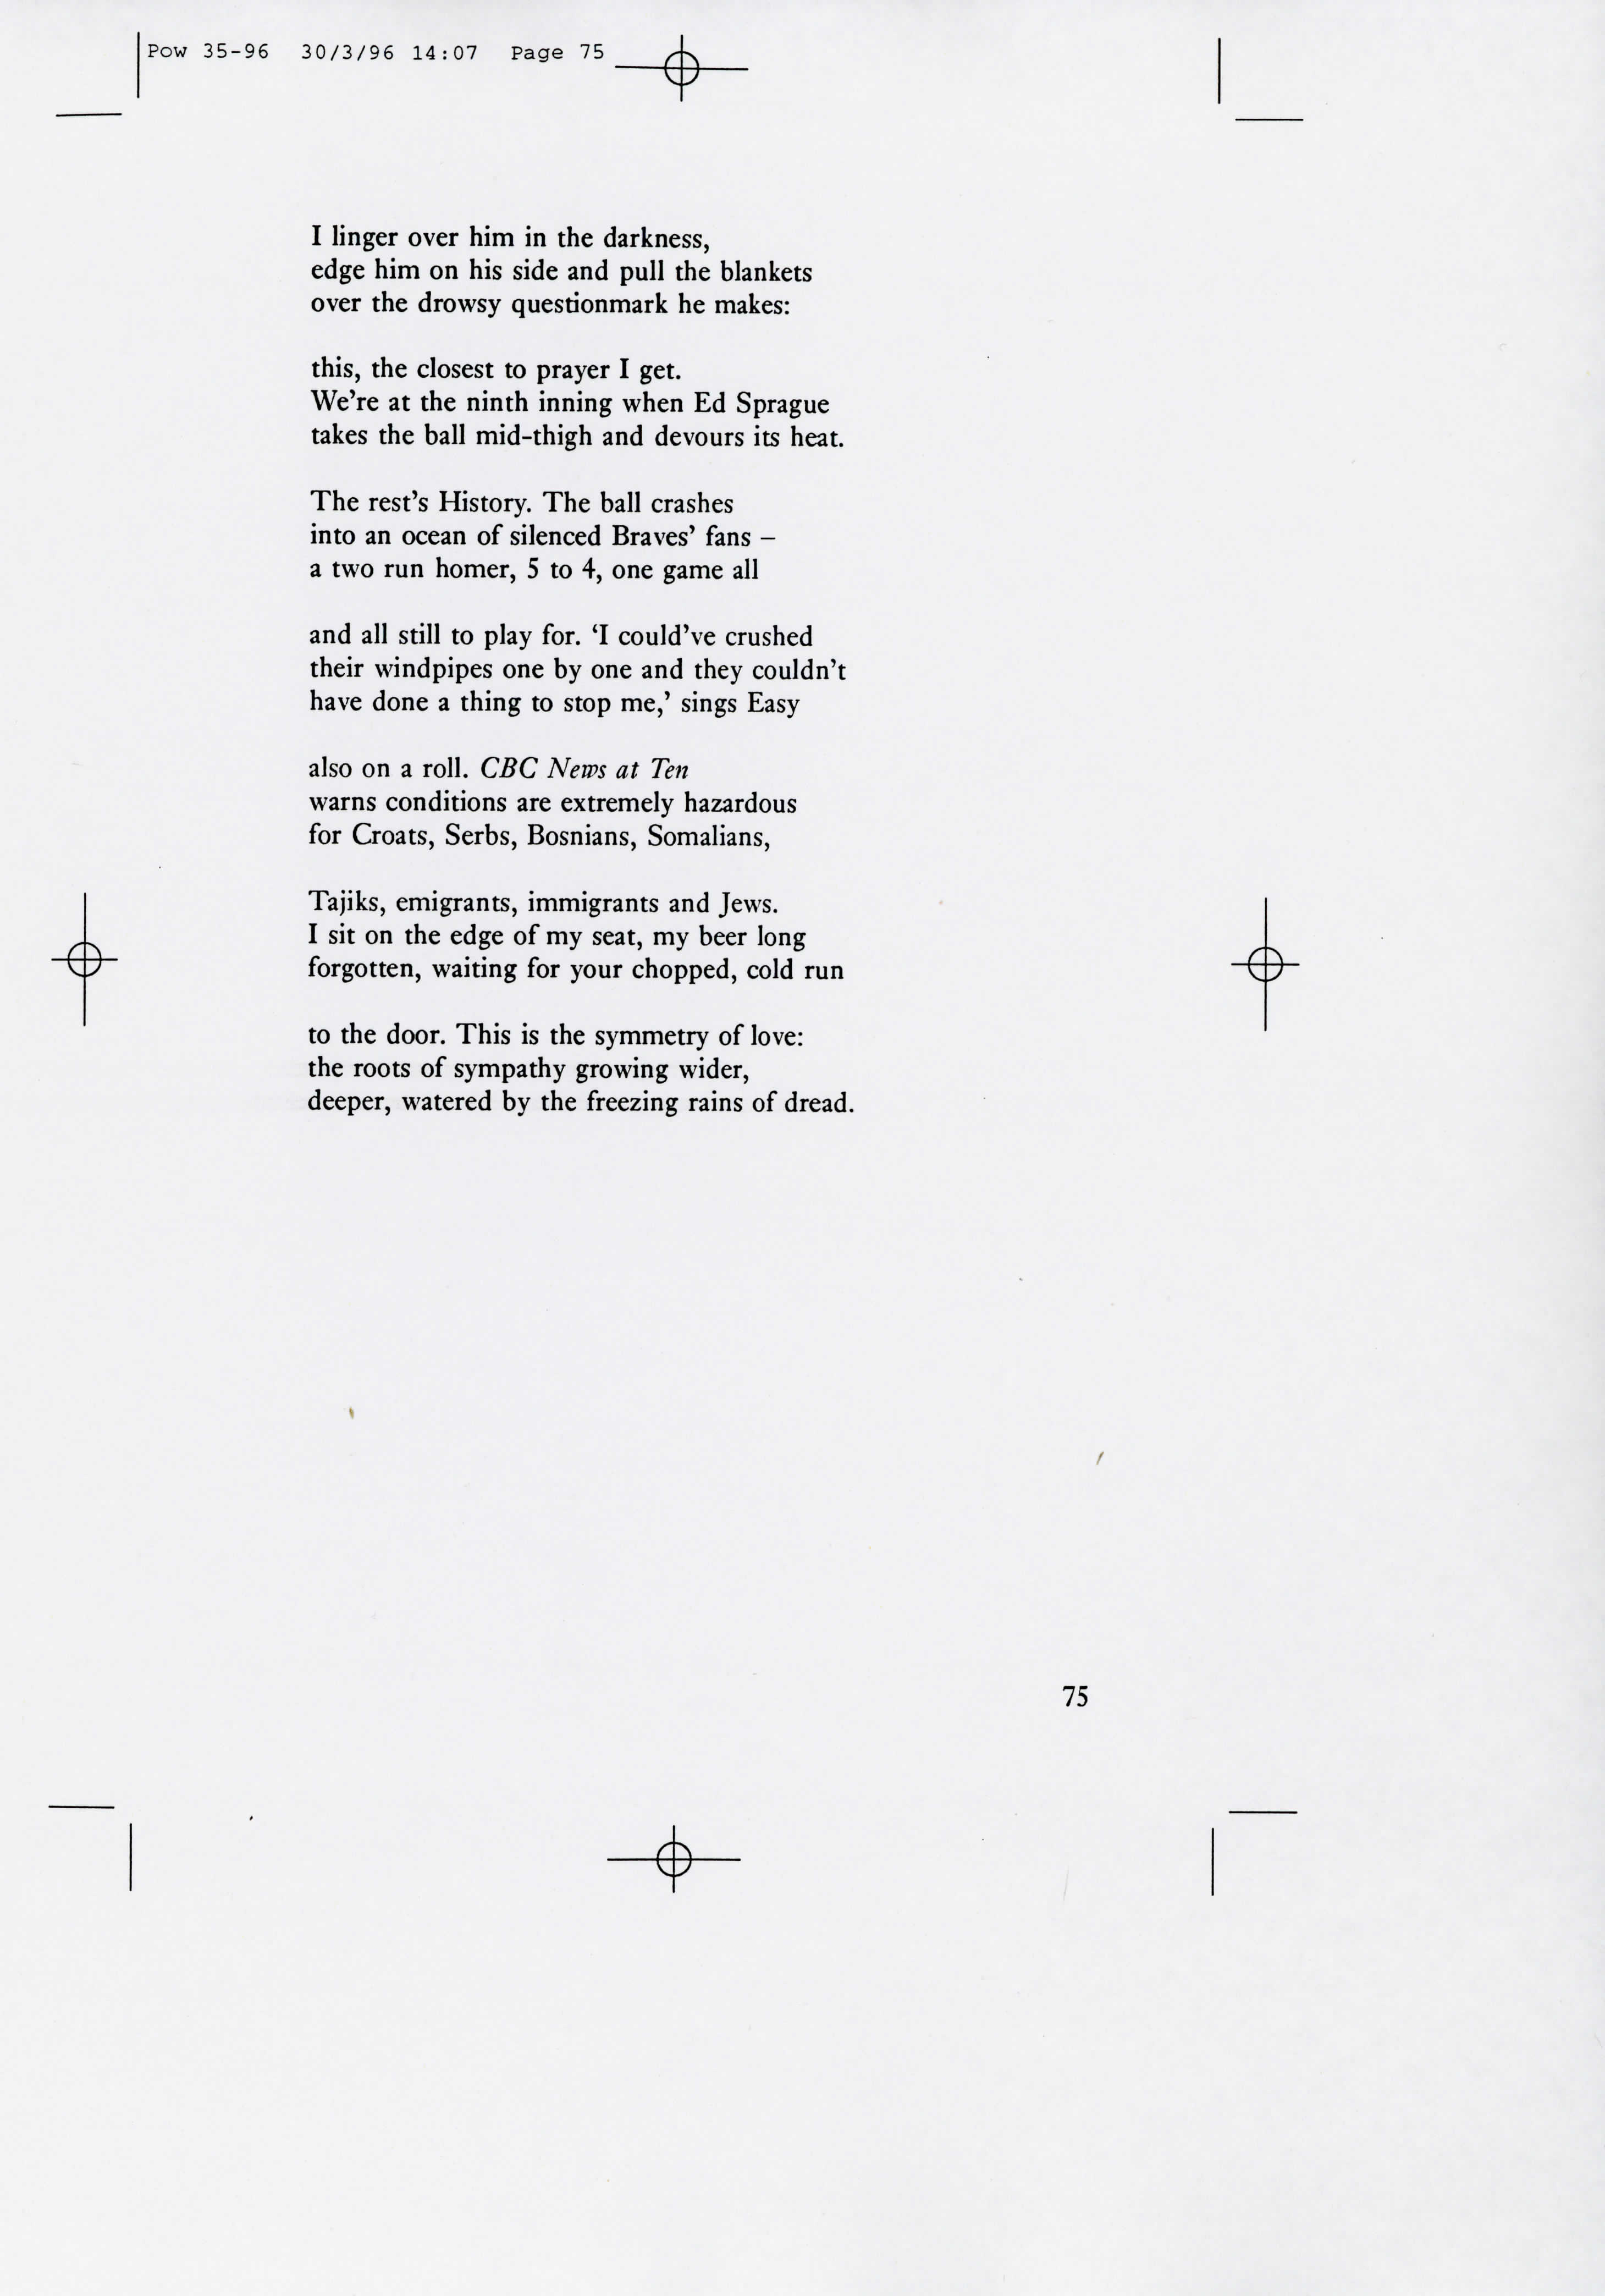 Pow 35-96 30/3/96 14:07 Page 75
I linger over him in the darkness,
edge him on his side and pull the blankets
over the drowsy questionmark he makes:
this, the closest to prayer I get.
We're at the ninth inning when Ed Sprague
takes the ball mid-thigh and devours its heat.
The rest's History. The ball crashes
into an ocean of silenced Braves' fans –
a two run homer, 5 to 4, one game all
and all still to play for. ‘I could've crushed
their windpipes one by one and they couldn't
have done a thing to stop me,’ sings Easy
also on a roll. CBC News at Ten
warns conditions are extremely hazardous
for Croats, Serbs, Bosnians, Somalians,
Tajiks, emigrants, immigrants and Jews.
I sit on the edge of my seat, my beer long
forgotten, waiting for your chopped, cold run
to the door. This is the symmetry of love:
the roots of sympathy growing wider,
deeper, watered by the freezing rains of dread.
75